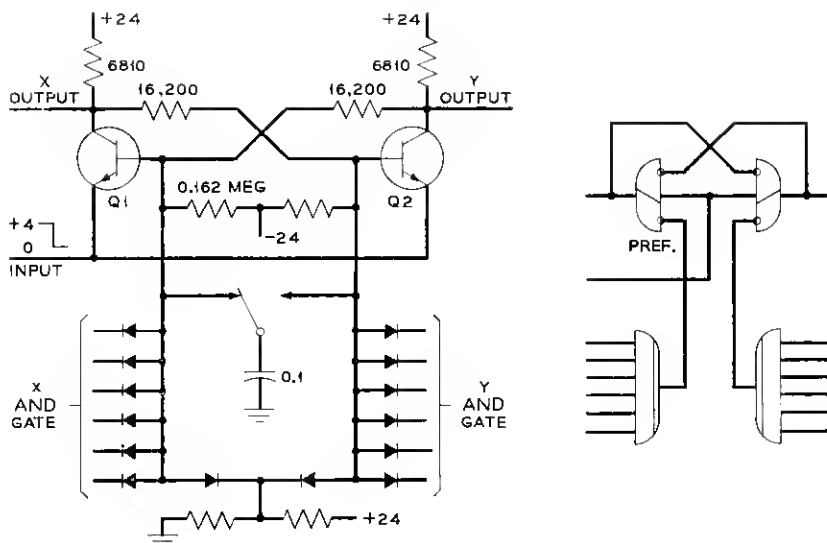 +24
+24
6810
6810
X
OUTPUT
16,200
16,200
Y
OUTPUT
Q1
Q2
0.162 MEG
-24
+4
0
INPUT
PREF.
0.1
X
AND
GATE
Y
AND
GATE
+24